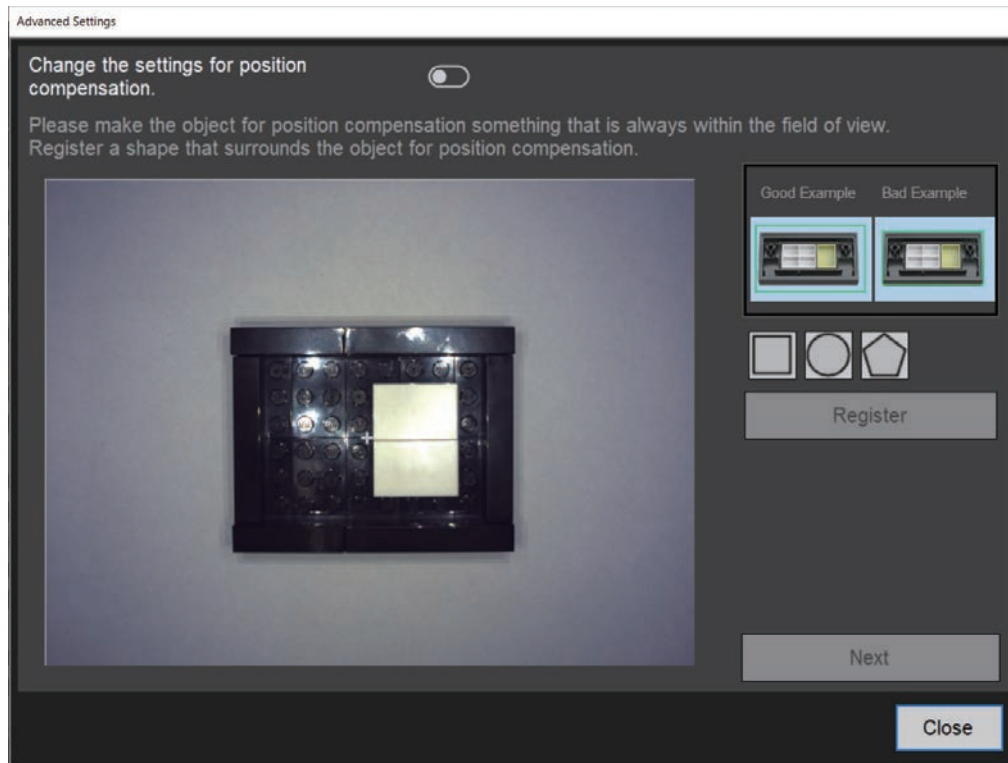 Advanced Settings
Change the settings for position
compensation.
Please make the object for position compensation something that is always within the field of view.
Register a shape that surrounds the object for position compensation.
Good Example Bad Example
Register
Next
Close